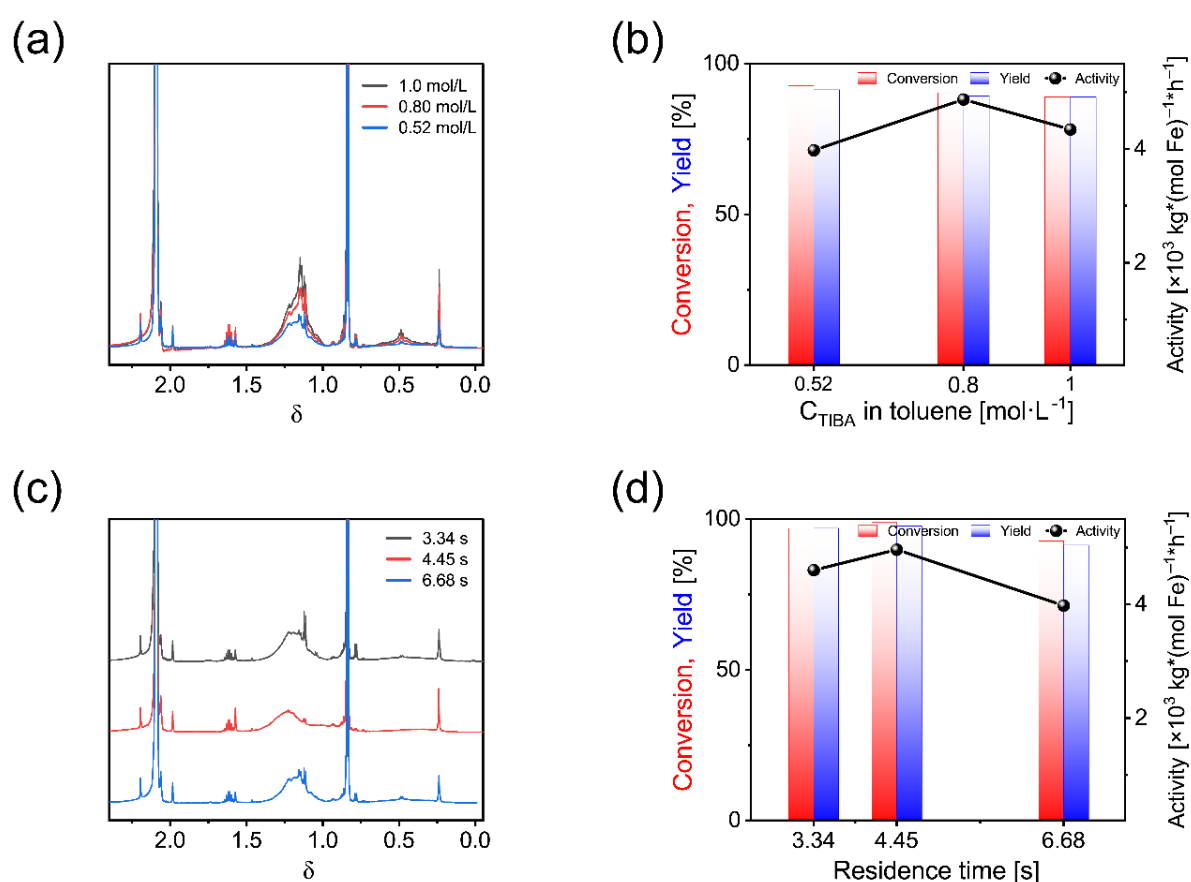 (a)
1.0 mol/L
0.80 mol/L
0.52 mol/L
2.0 1.5 1.0 0.5 0.0
δ
(b)
100
50
0
Conversion, Yield [%]
Conversion Yield Activity
4
2
Activity [×10³ kg*(mol Fe)⁻¹*h⁻¹]
0.52 0.8 1
C_TIBA in toluene [mol·L⁻¹]
(c)
3.34 s
4.45 s
6.68 s
2.0 1.5 1.0 0.5 0.0
δ
(d)
100
50
0
Conversion, Yield [%]
Conversion Yield Activity
4
2
Activity [×10³ kg*(mol Fe)⁻¹*h⁻¹]
3.34 4.45 6.68
Residence time [s]